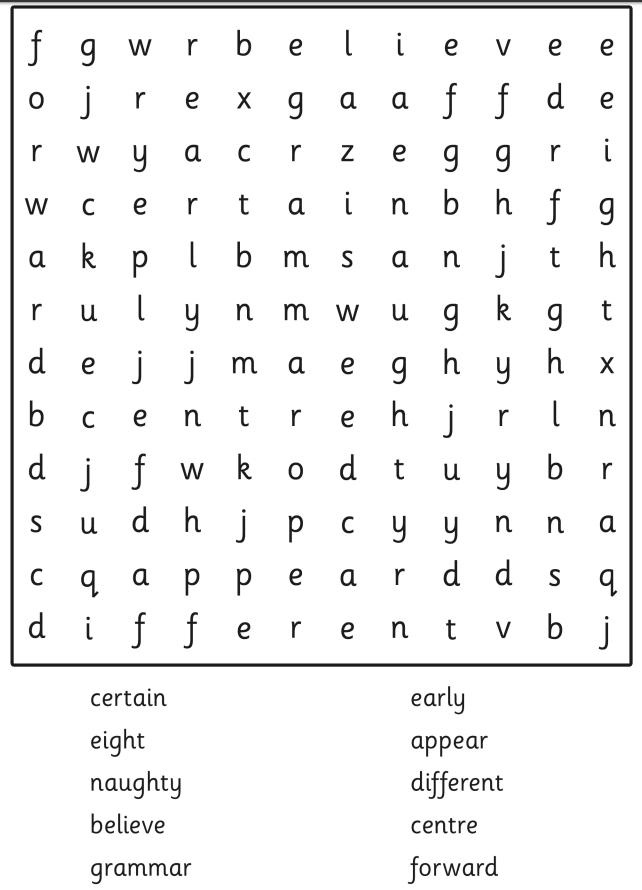 f g w r b e l i e v e e
o j r e x g a a f f d e
r w y a c r z e g g r i
w c e r t a i n b h f g
a k p l b m s a n j t h
r u l y n m w u g k g t
d e j j m a e g h y h x
b c e n t r e h j r l n
d j f w k o d t u y b r
s u d h j p c y y n n a
c q a p p e a r d d s q
d i f f e r e n t v b j
certain early
eight appear
naughty different
believe centre
grammar forward